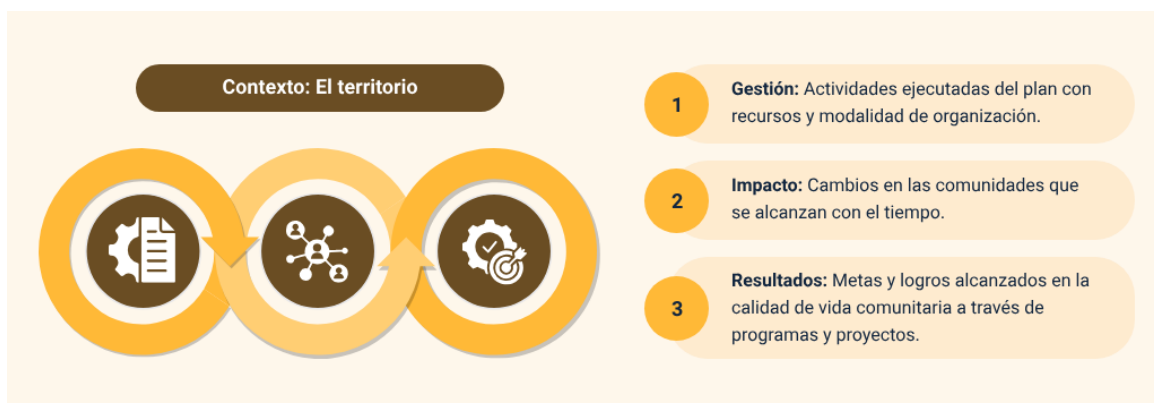 Contexto: El territorio
1
Gestión: Actividades ejecutadas del plan con
recursos y modalidad de organización.
2
Impacto: Cambios en las comunidades que
se alcanzan con el tiempo.
3
Resultados: Metas y logros alcanzados en la
calidad de vida comunitaria a través de
programas y proyectos.